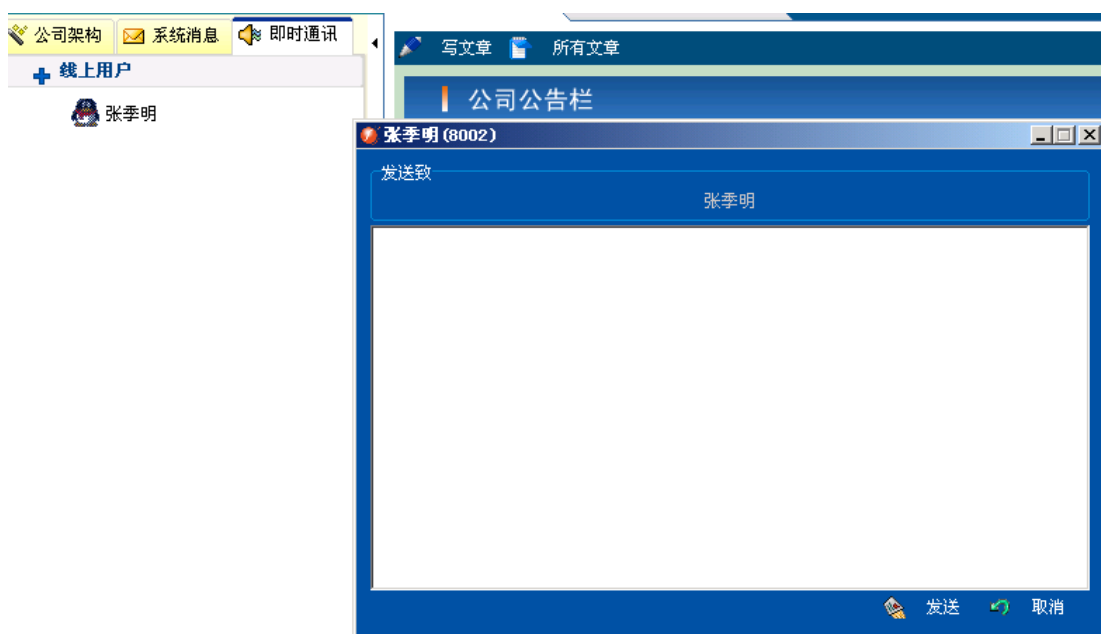 公司架构 系统消息 即时通讯
写文章 所有文章
线上用户
公司公告栏
张季明
张季明(8002)
发送致
张季明
发送 取消